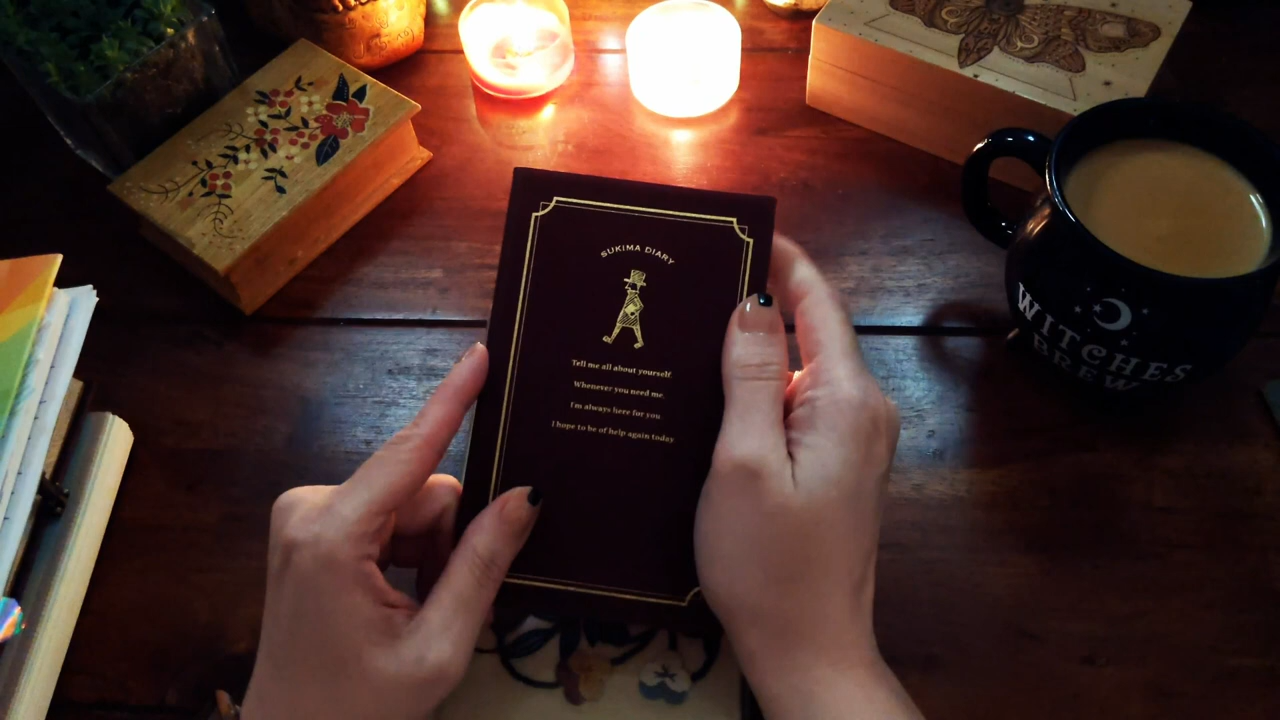 SUKIMA DIARY
Tell me all about yourself.
Whenever you need me,
I'm always here for you
I hope to be of help again today.
WITCHES
BREW